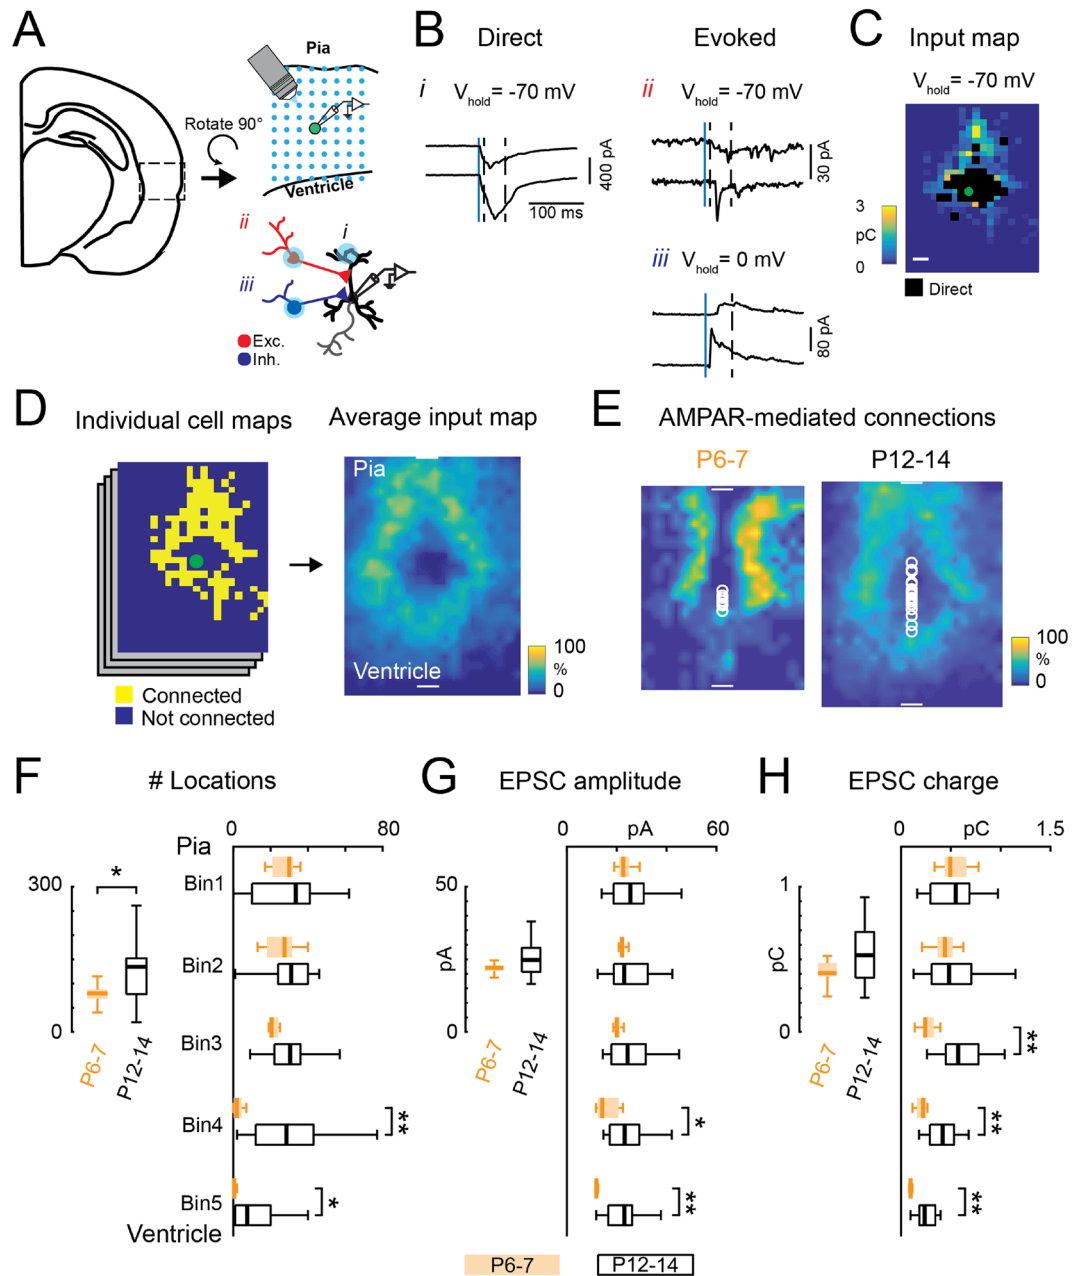 A
Pia
Rotate 90°
Ventricle
ii
i
iii
Exc.
Inh.
B
Direct
Evoked
i
Vhold= -70 mV
400 pA
100 ms
ii
Vhold= -70 mV
30 pA
iii
Vhold= 0 mV
80 pA
C
Input map
Vhold= -70 mV
3
pC
0
Direct
D
Individual cell maps
Average input map
Pia
Ventricle
100
%
0
Connected
Not connected
E
AMPAR-mediated connections
P6-7
P12-14
100
%
0
F
# Locations
0
80
Pia
300
*
0
P6-7
P12-14
Bin1
Bin2
Bin3
Bin4
**
Bin5
*
Ventricle
G
EPSC amplitude
0
pA
60
50
pA
0
P6-7
P12-14
*
**
H
EPSC charge
0
pC
1.5
1
pC
0
P6-7
P12-14
**
**
**
P6-7
P12-14